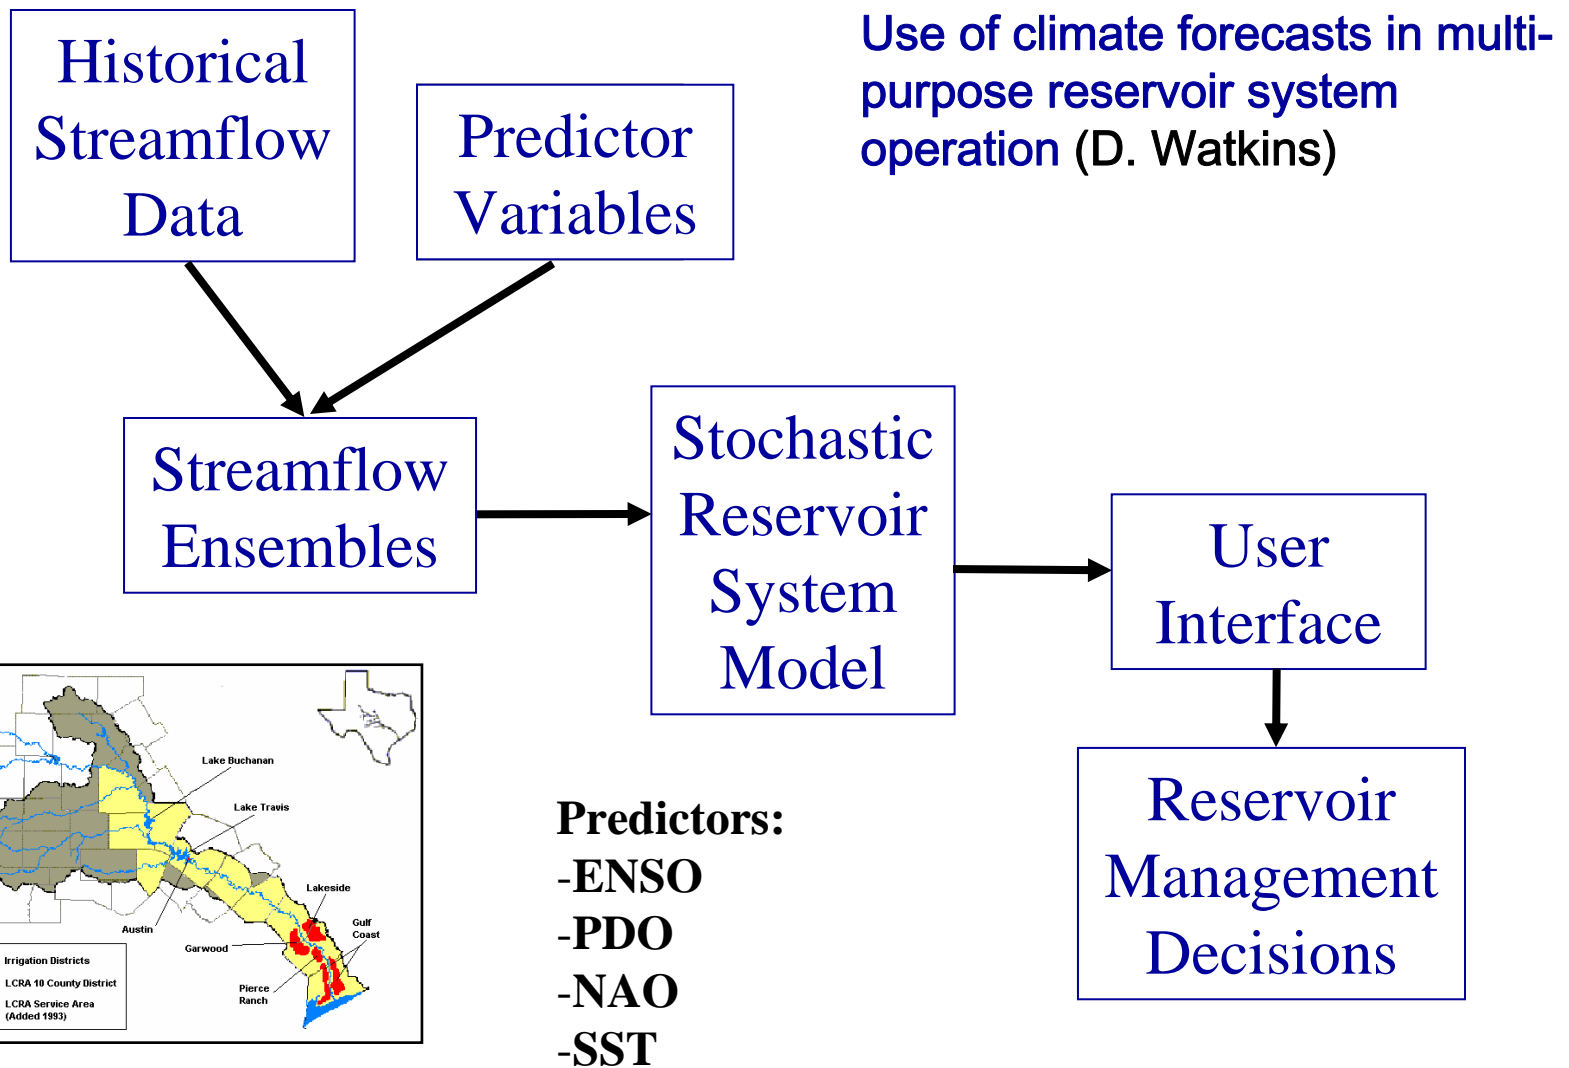 Use of climate forecasts in multi-
purpose reservoir system
operation (D. Watkins)
Historical
Streamflow
Data
Predictor
Variables
Streamflow
Ensembles
Stochastic
Reservoir
System
Model
User
Interface
Reservoir
Management
Decisions
Lake Buchanan
Lake Travis
Lakeside
Gulf
Coast
Austin
Garwood
Pierce
Ranch
Irrigation Districts
LCRA 10 County District
LCRA Service Area
(Added 1993)
Predictors:
-ENSO
-PDO
-NAO
-SST